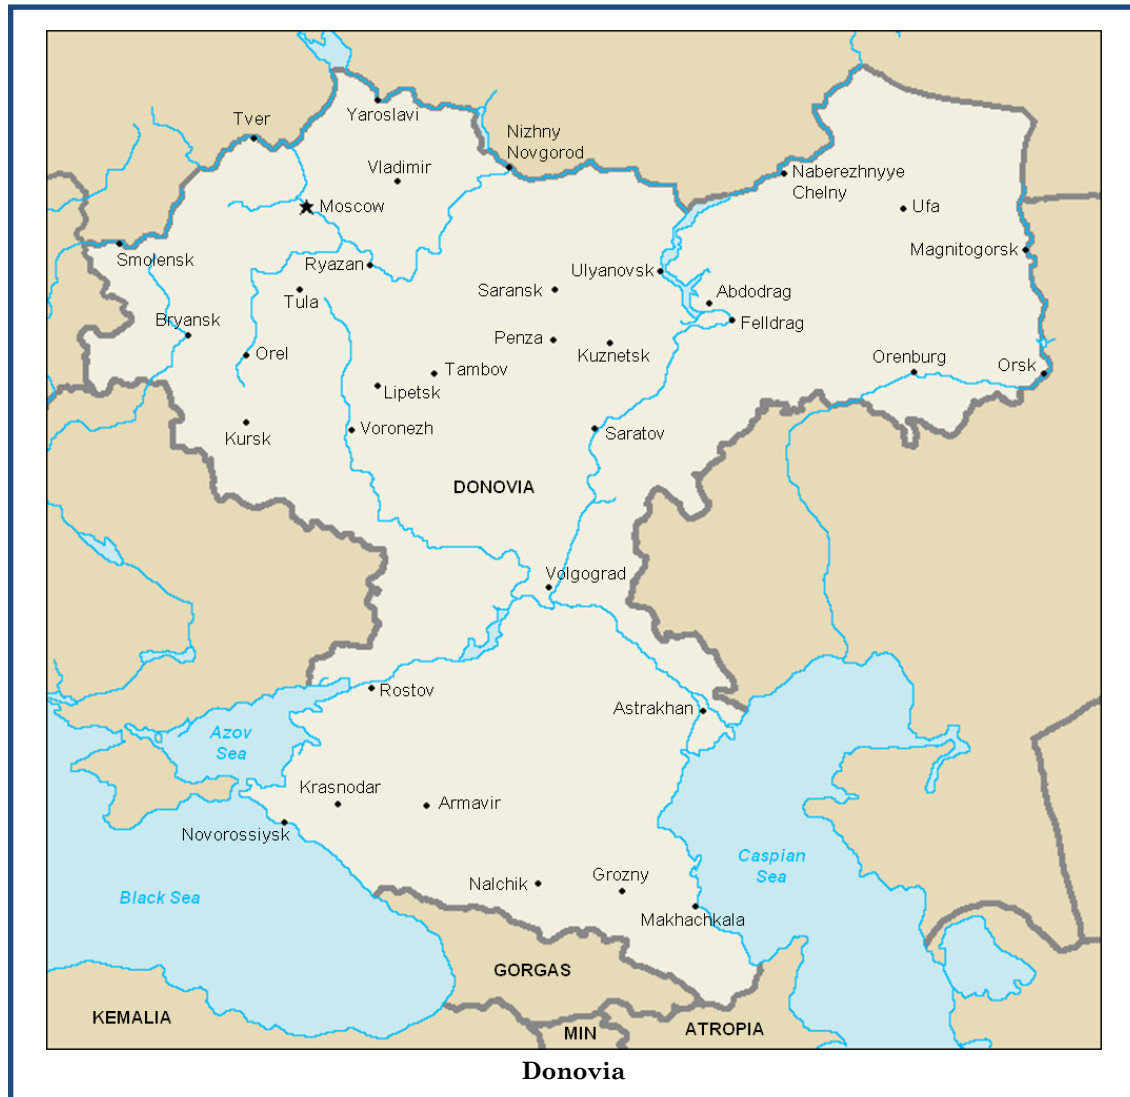 Tver
Yaroslavi
Nizhny
Novgorod
Vladimir
Naberezhnyye
Chelny
Moscow
Ufa
Smolensk
Ryazan
Magnitogorsk
Ulyanovsk
Saransk
Tula
Abdodrag
Bryansk
Felldrag
Penza
Kuznetsk
Orel
Tambov
Orenburg
Orsk
Lipetsk
Kursk
Voronezh
Saratov
DONOVIA
Volgograd
Rostov
Astrakhan
Azov
Sea
Krasnodar
Armavir
Novorossiysk
Caspian
Sea
Nalchik
Grozny
Black Sea
Makhachkala
GORGAS
KEMALIA
MIN
ATROPIA
Donovia